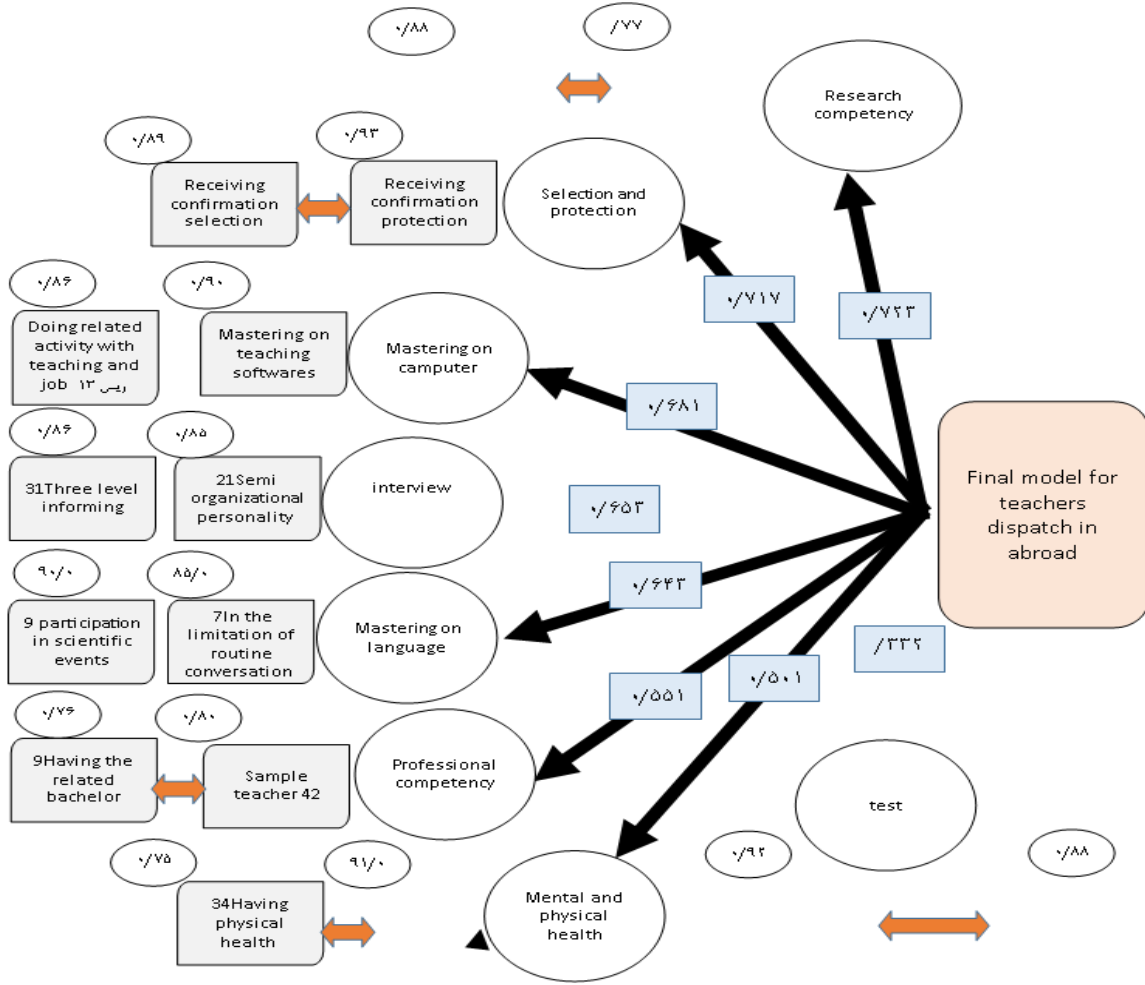 ۰/۸۸
/۷۷
Research
competency
۰/۸۹
۰/۹۳
Receiving
confirmation
selection
Receiving
confirmation
protection
Selection and
protection
۰/۷۱۷
۰/۷۲۳
۰/۸۶
۰/۹۰
Doing related
activity with
teaching and
job ۱۳ ریس
Mastering on
teaching
softwares
Mastering on
camputer
۰/۶۸۱
۰/۸۶
۰/۸۵
31Three level
informing
21Semi
organizational
personality
interview
۰/۶۵۳
Final model for
teachers
dispatch in
abroad
۹۰/۰
۸۵/۰
9 participation
in scientific
events
7In the
limitation of
routine
conversation
Mastering on
language
۰/۶۴۳
/۳۳۲
۰/۵۵۱
۰/۵۰۱
۰/۷۶
۰/۸۰
9Having the
related
bachelor
Sample
teacher 42
Professional
competency
test
۰/۷۵
۹۱/۰
۰/۹۲
۰/۸۸
34Having
physical
health
Mental and
physical
health